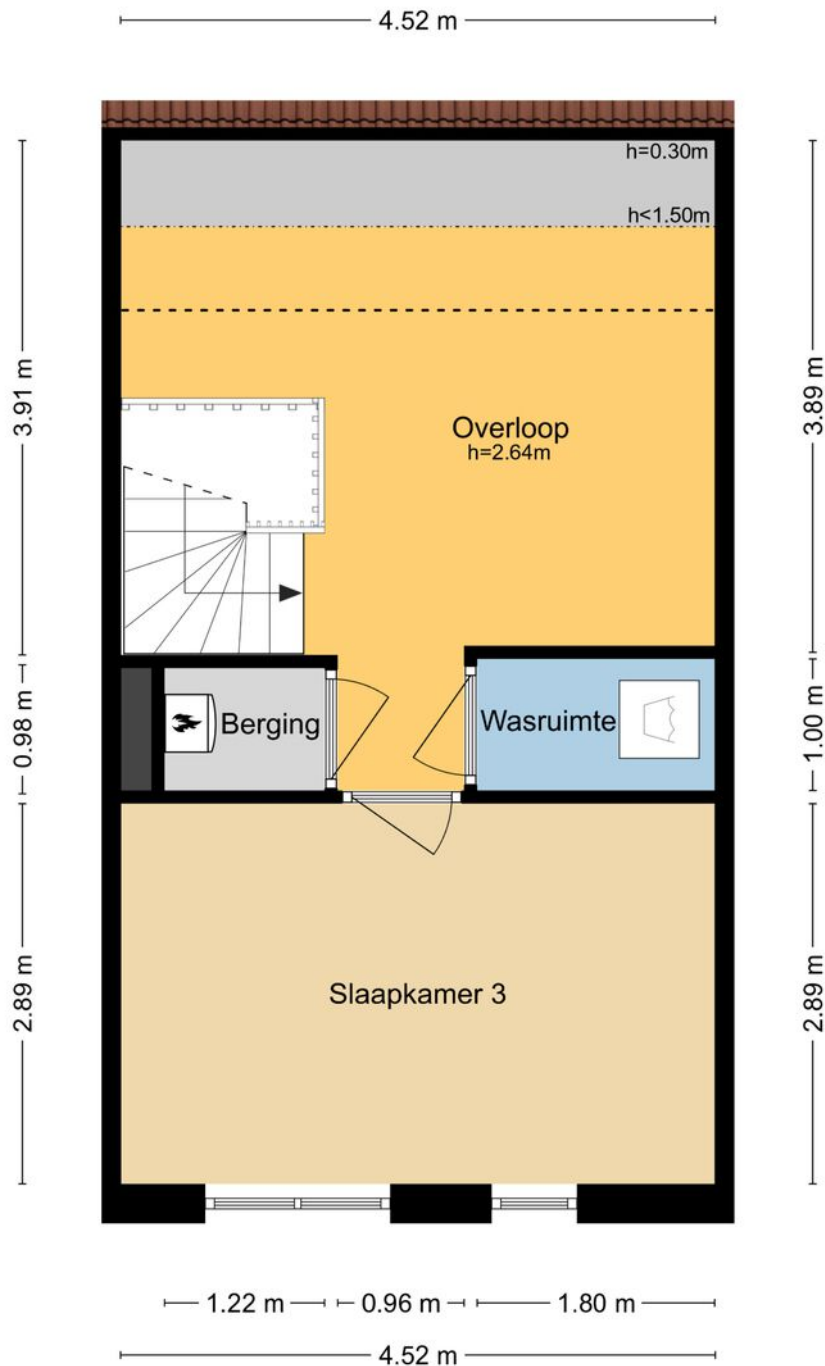 4.52 m
h=0.30m
h<1.50m
3.91 m
3.89 m
Overloop
h=2.64m
0.98 m
Berging
Wasruimte
1.00 m
2.89 m
Slaapkamer 3
2.89 m
1.22 m
0.96 m
1.80 m
4.52 m